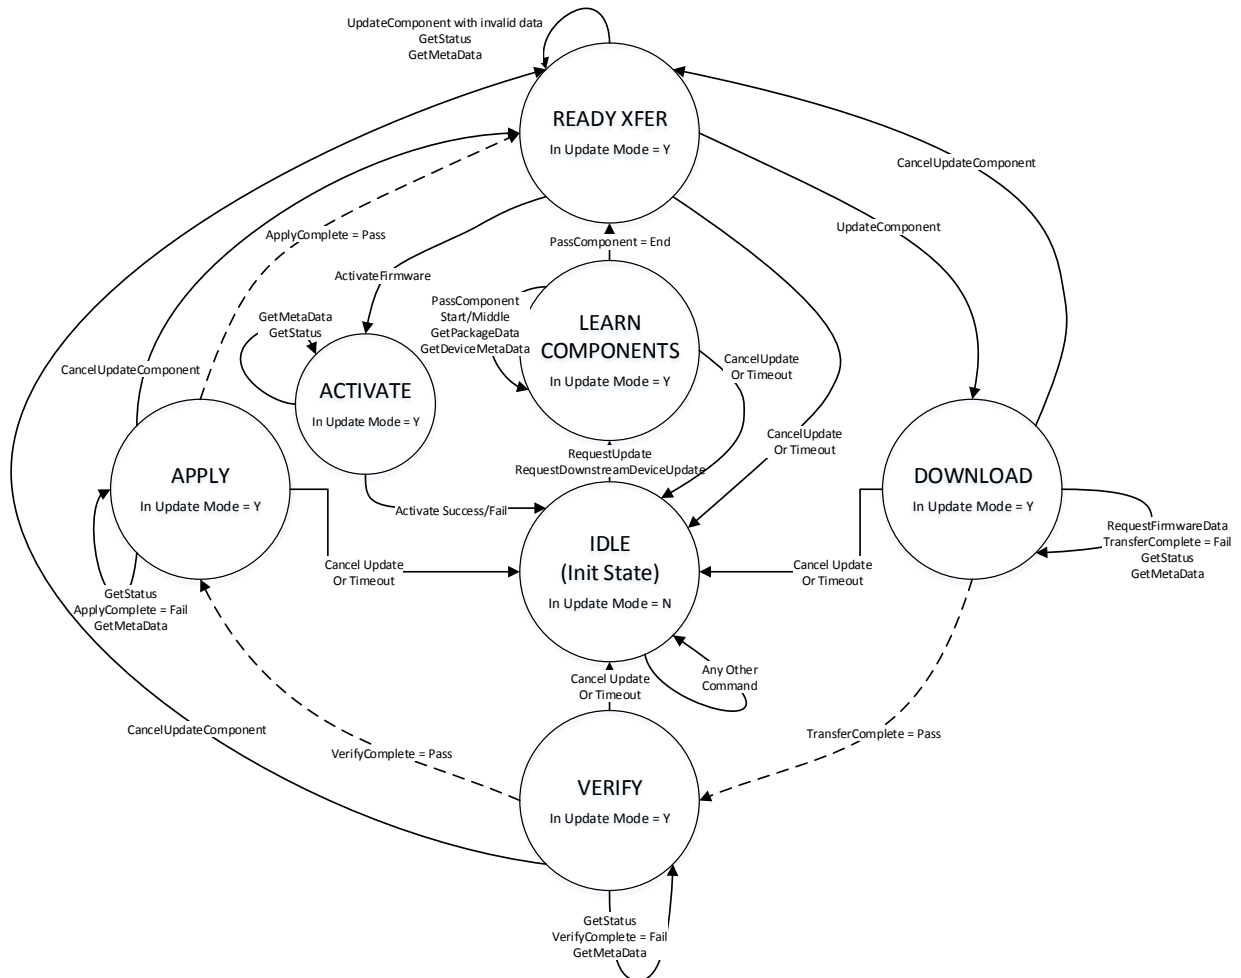 UpdateComponent with invalid data
GetStatus
GetMetaData
READY XFER
In Update Mode = Y
CancelUpdateComponent
UpdateComponent
ApplyComplete = Pass
PassComponent = End
ActivateFirmware
PassComponent
Start/Middle
GetPackageData
GetDeviceMetaData
LEARN
COMPONENTS
In Update Mode = Y
GetMetaData
GetStatus
CancelUpdate
Or Timeout
CancelUpdateComponent
ACTIVATE
In Update Mode = Y
CancelUpdate
Or Timeout
RequestUpdate
RequestDownstreamDeviceUpdate
APPLY
In Update Mode = Y
DOWNLOAD
In Update Mode = Y
Activate Success/Fail
RequestFirmwareData
TransferComplete = Fail
GetStatus
GetMetaData
IDLE
(Init State)
In Update Mode = N
Cancel Update
Or Timeout
Cancel Update
Or Timeout
GetStatus
ApplyComplete = Fail
GetMetaData
Any Other
Command
Cancel Update
Or Timeout
CancelUpdateComponent
VerifyComplete = Pass
TransferComplete = Pass
VERIFY
In Update Mode = Y
GetStatus
VerifyComplete = Fail
GetMetaData